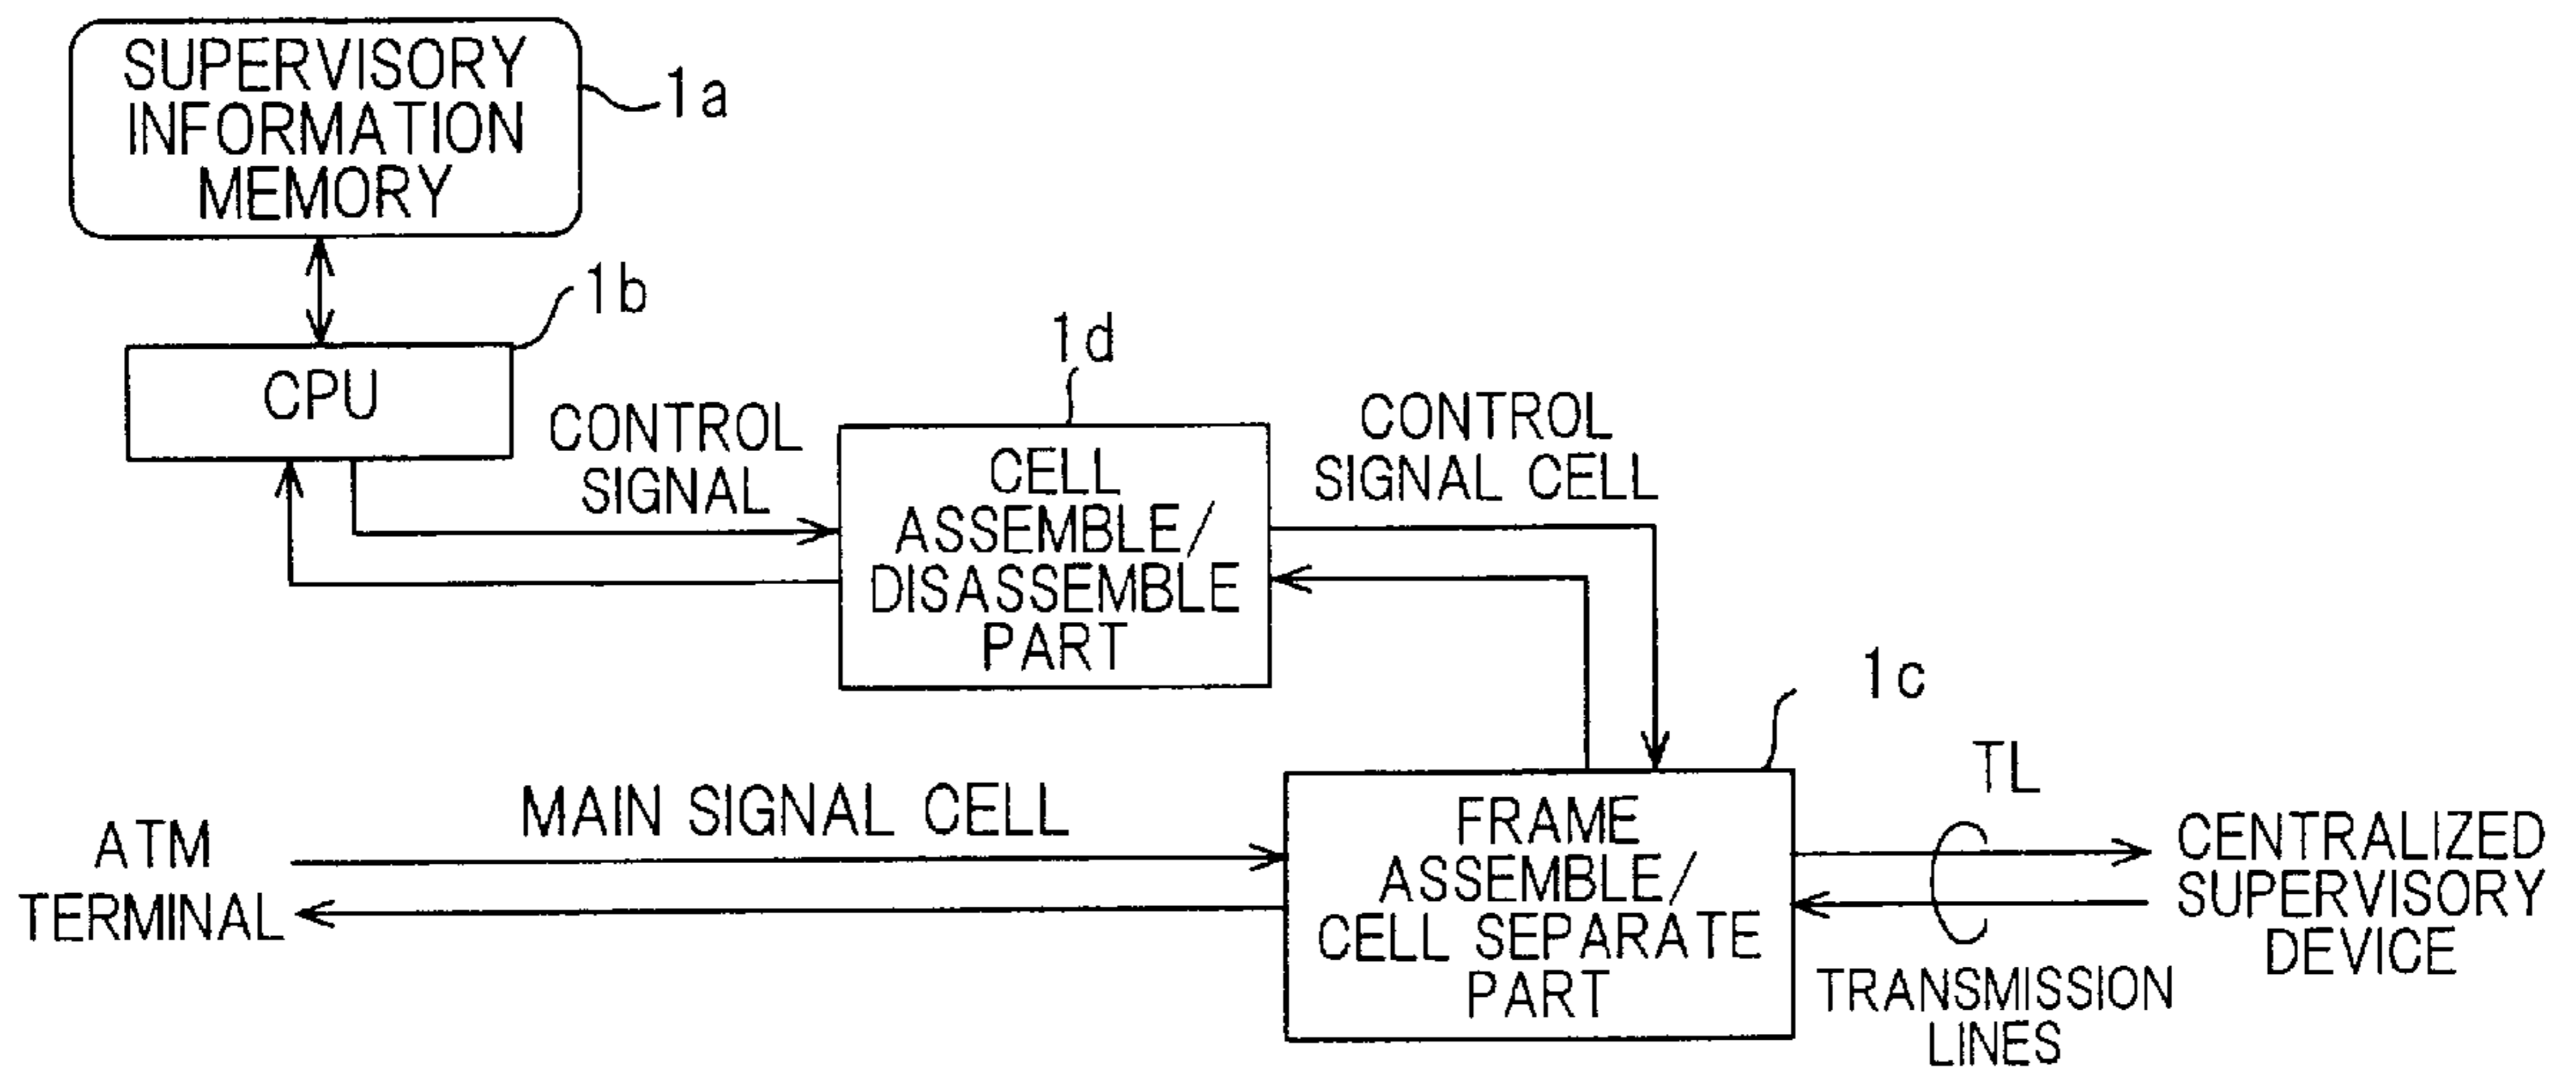 SUPERVISORY
INFORMATION
MEMORY
1a
1b
CPU
CONTROL
SIGNAL
1d
CELL
ASSEMBLE/
DISASSEMBLE
PART
CONTROL
SIGNAL CELL
1c
ATM
TERMINAL
MAIN SIGNAL CELL
FRAME
ASSEMBLE/
CELL SEPARATE
PART
TL
TRANSMISSION
LINES
CENTRALIZED
SUPERVISORY
DEVICE